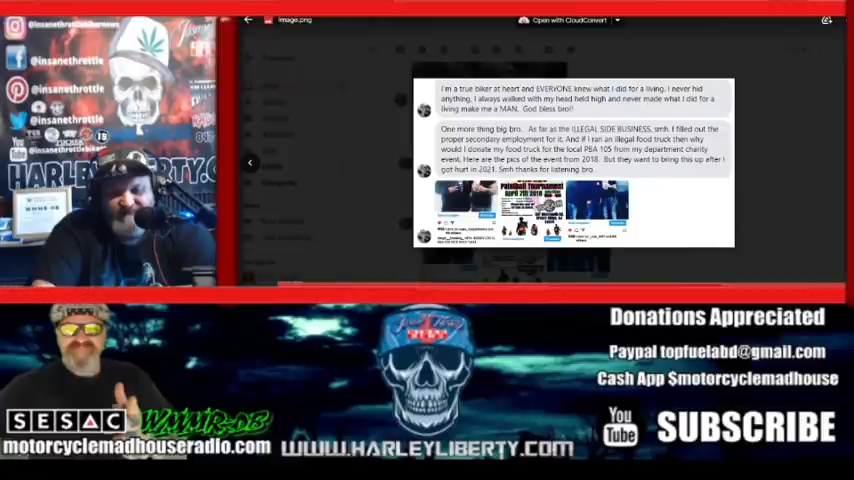 Image.png
Open with CloudConvert
@insanethrottlebikernews
@insanethrottle
@insanethrottle
@insanethrottle
HARLEYLIBERTY.COM
I'm a true biker at heart and EVERYONE knew what I did for a living. I never hid
anything, I always walked with my head held high and never made what I did for a
living make me a MAN. God bless bro!!
One more thing big bro. As far as the ILLEGAL SIDE BUSINESS, smh. I filled out the
proper secondary employment for it. And if I ran an illegal food truck then why
would I donate my food truck for the local PBA 105 from my department charity
event. Here are the pics of the event from 2018. But they want to bring this up after I
got hurt in 2021. Smh thanks for listening bro.
Paintball Tournament
April 7th 2018
Donations Appreciated
Paypal topfuelabd@gmail.com
Cash App $motorcyclemadhouse
SESAC
WMMR-DB
motorcyclemadhouseradio.com
WWW.HARLEYLIBERTY.COM
You
Tube
SUBSCRIBE